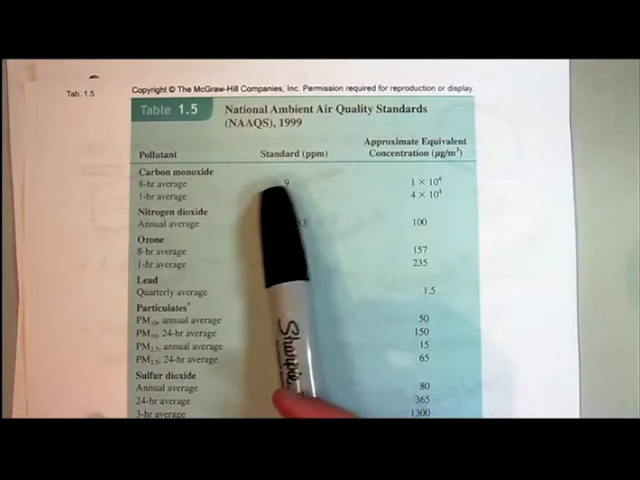 Tab. 1.5
Copyright © The McGraw-Hill Companies, Inc. Permission required for reproduction or display.
Table 1.5 National Ambient Air Quality Standards
(NAAQS), 1999
Approximate Equivalent
Pollutant Standard (ppm) Concentration (µg/m³)
Carbon monoxide
8-hr average 9 1 × 10⁴
1-hr average 4 × 10⁴
Nitrogen dioxide
Annual average 100
Ozone
8-hr average 157
1-hr average 235
Lead
Quarterly average 1.5
Particulates*
PM₁₀, annual average 50
PM₁₀, 24-hr average 150
PM₂.₅, annual average 15
PM₂.₅, 24-hr average 65
Sulfur dioxide
Annual average 80
24-hr average 365
3-hr average 1300
Sharpie